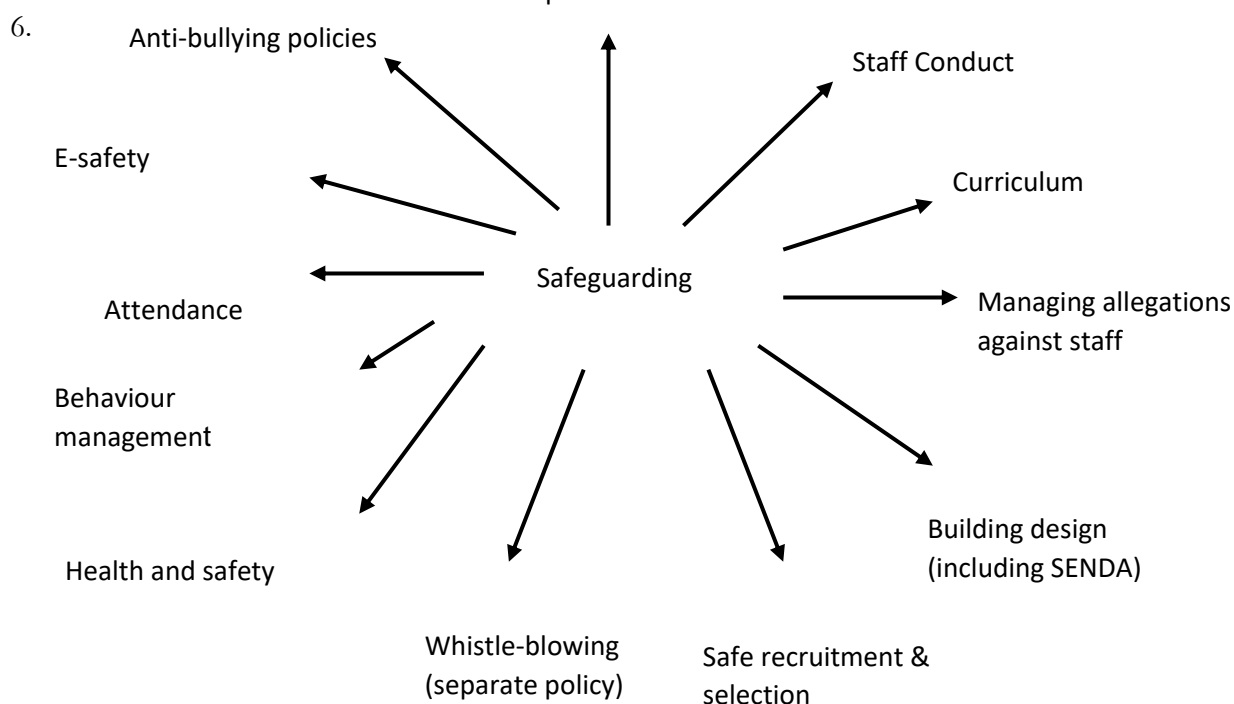 6.
Anti-bullying policies
Staff Conduct
E-safety
Curriculum
Safeguarding
Attendance
Managing allegations
against staff
Behaviour
management
Building design
(including SENDA)
Health and safety
Whistle-blowing
(separate policy)
Safe recruitment &
selection